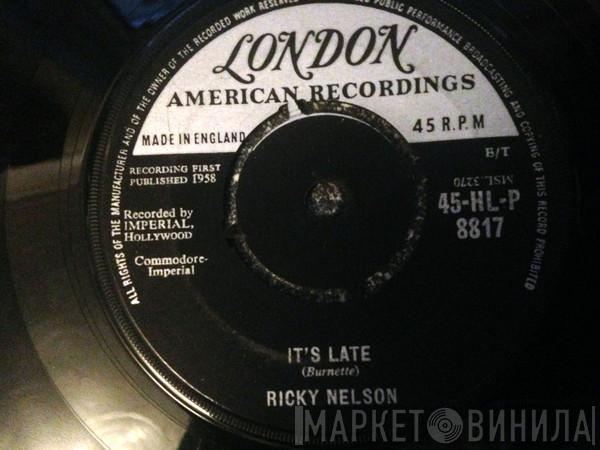 ALL RIGHTS OF THE MANUFACTURER AND OF THE OWNER OF THE RECORDED WORK RESERVED
PUBLIC PERFORMANCE BROADCASTING AND COPYING OF THIS RECORD PROHIBITED
LONDON
AMERICAN RECORDINGS
MADE IN ENGLAND
45 R.P.M
E/T
RECORDING FIRST
PUBLISHED 1958
MSL. 3270
45-HL-P
8817
Recorded by
IMPERIAL,
HOLLYWOOD
Commodore-
Imperial
IT'S LATE
(Burnette)
RICKY NELSON
МАРКЕТ ВИНИЛА